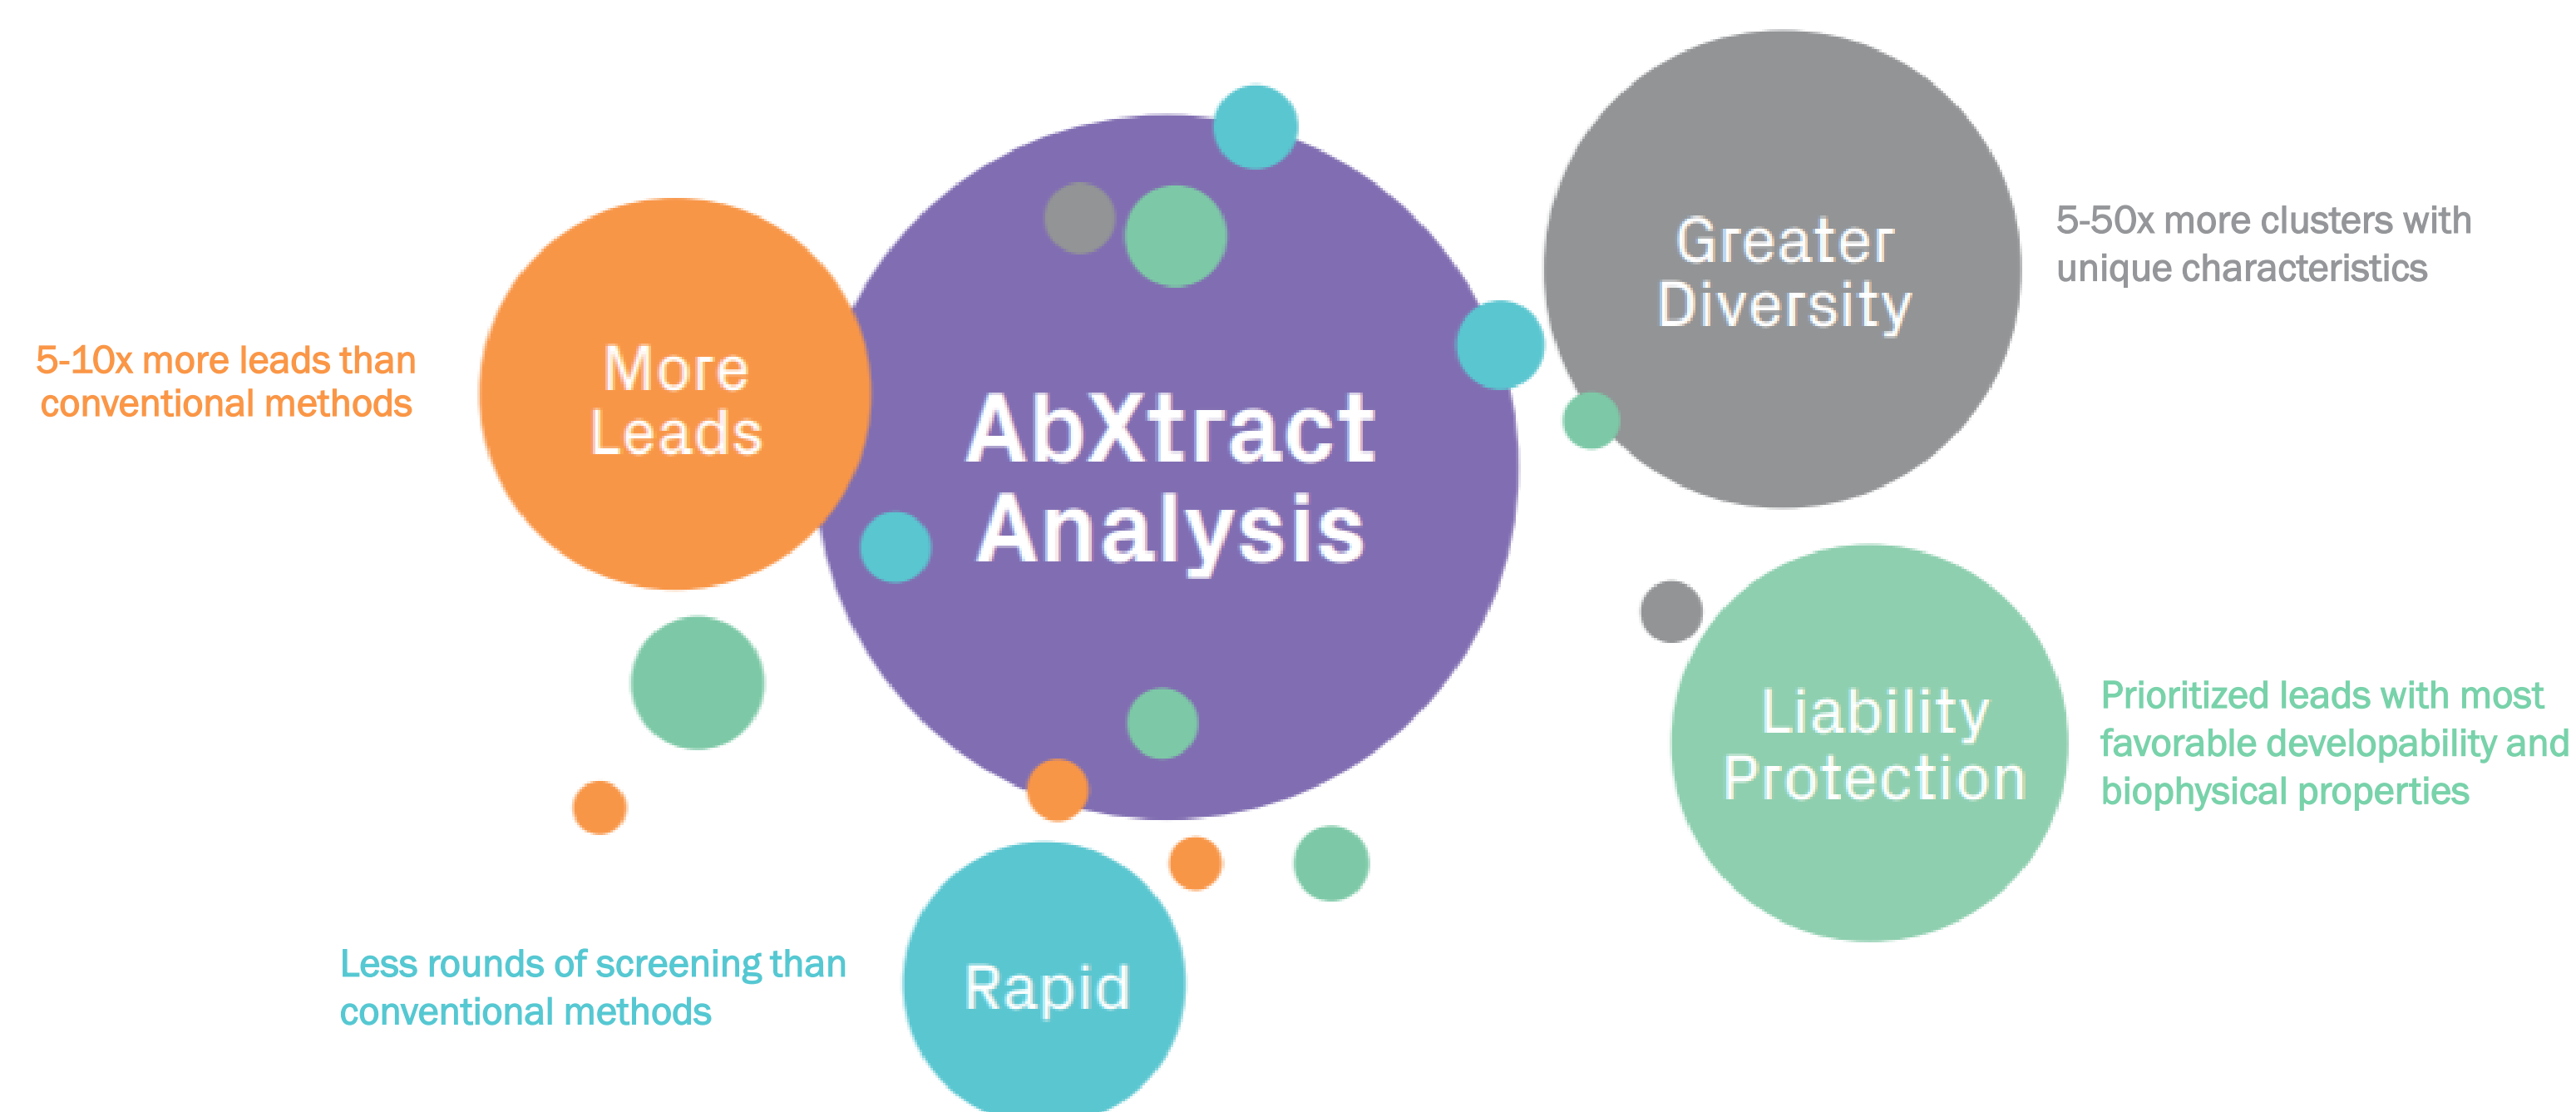 5-10x more leads than
conventional methods
More
Leads
AbXtract
Analysis
Greater
Diversity
5-50x more clusters with
unique characteristics
Liability
Protection
Prioritized leads with most
favorable developability and
biophysical properties
Less rounds of screening than
conventional methods
Rapid